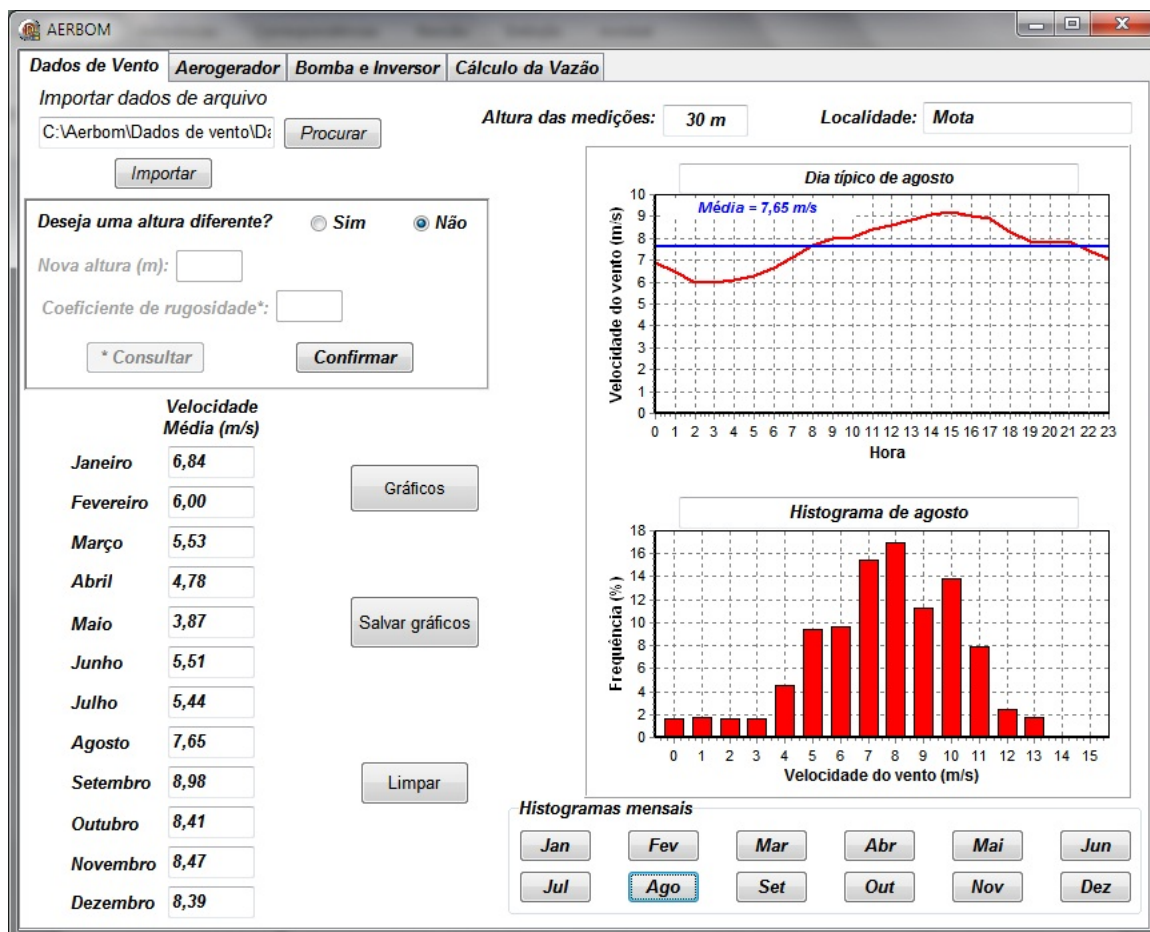 AERBOM
Dados de Vento Aerogerador Bomba e Inversor Cálculo da Vazão
Importar dados de arquivo
C:\Aerbom\Dados de vento\Da
Procurar
Importar
Altura das medições: 30 m
Localidade: Mota
Deseja uma altura diferente? Sim Não
Nova altura (m):
Coeficiente de rugosidade*:
* Consultar
Confirmar
Velocidade
Média (m/s)
Janeiro 6,84
Fevereiro 6,00
Março 5,53
Abril 4,78
Maio 3,87
Junho 5,51
Julho 5,44
Agosto 7,65
Setembro 8,98
Outubro 8,41
Novembro 8,47
Dezembro 8,39
Gráficos
Salvar gráficos
Limpar
Dia típico de agosto
Média = 7,65 m/s
Velocidade do vento (m/s)
10
9
8
7
6
5
4
3
2
1
0
0 1 2 3 4 5 6 7 8 9 10 11 12 13 14 15 16 17 18 19 20 21 22 23
Hora
Histograma de agosto
Frequência (%)
18
16
14
12
10
8
6
4
2
0
0 1 2 3 4 5 6 7 8 9 10 11 12 13 14 15
Velocidade do vento (m/s)
Histogramas mensais
Jan Fev Mar Abr Mai Jun
Jul Ago Set Out Nov Dez